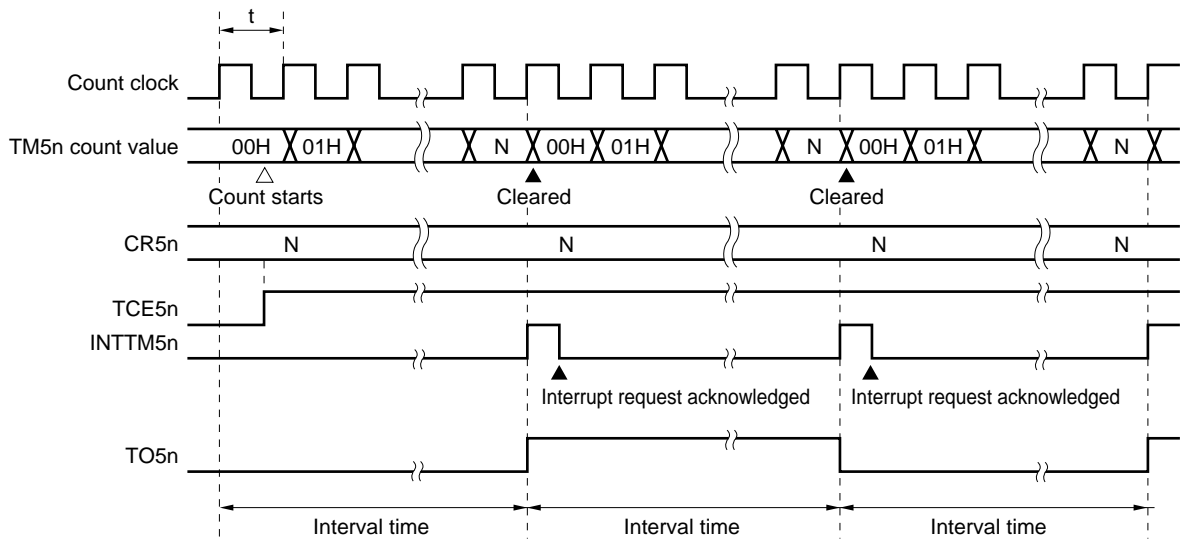 t
Count clock
TM5n count value 00H 01H N 00H 01H N 00H 01H N
Count starts Cleared Cleared
CR5n N N N N
TCE5n
INTTM5n
Interrupt request acknowledged Interrupt request acknowledged
TO5n
Interval time Interval time Interval time